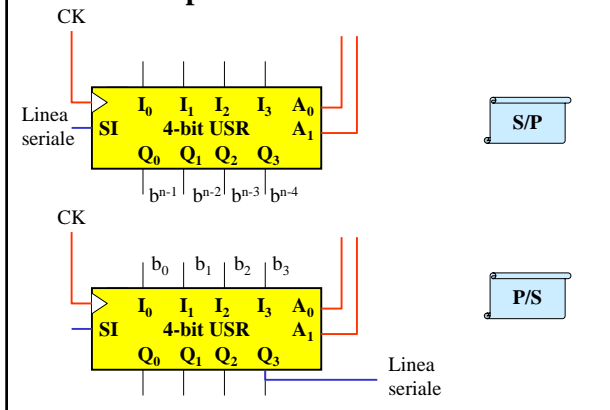 CK
I0 I1 I2 I3 A0
Linea
seriale
SI 4-bit USR A1
Q0 Q1 Q2 Q3
bn-1 bn-2 bn-3 bn-4
S/P
CK
b0 b1 b2 b3
I0 I1 I2 I3 A0
SI 4-bit USR A1
Q0 Q1 Q2 Q3
Linea
seriale
P/S